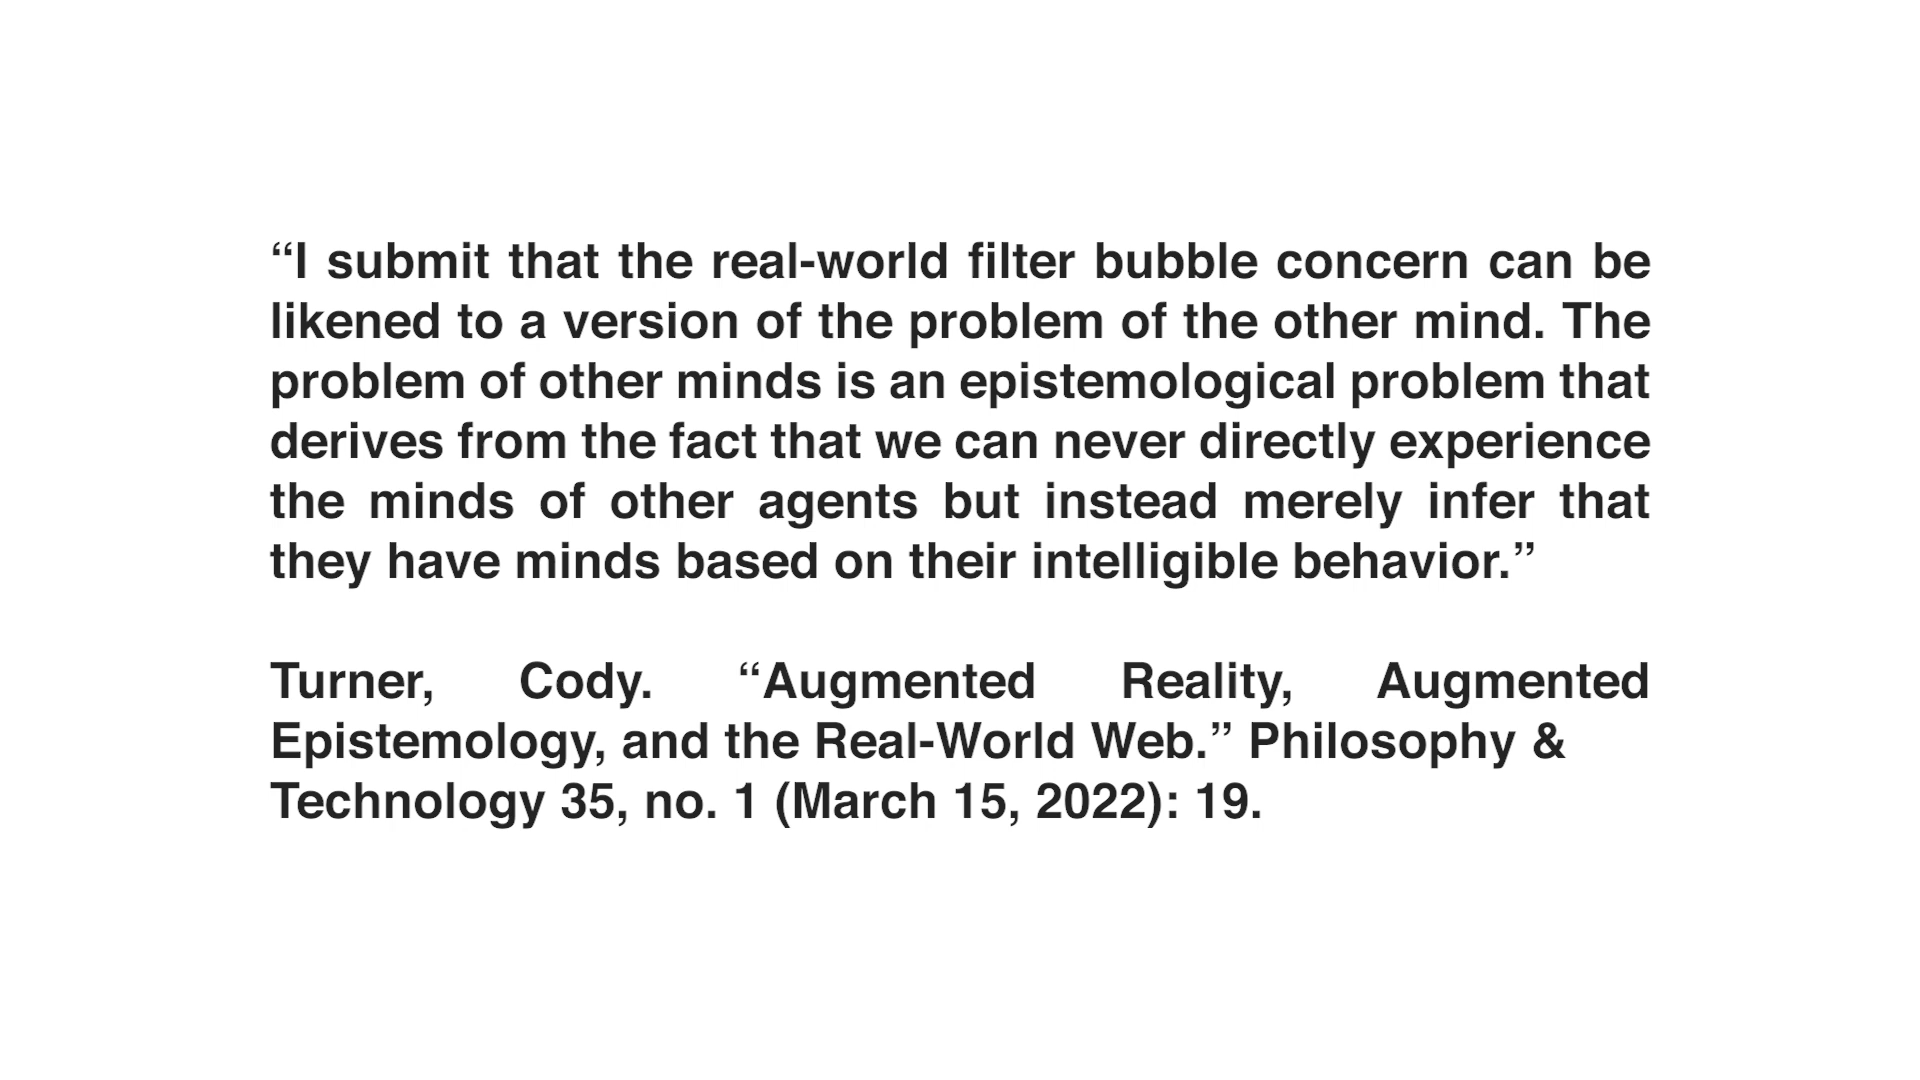 “I submit that the real-world filter bubble concern can be
likened to a version of the problem of the other mind. The
problem of other minds is an epistemological problem that
derives from the fact that we can never directly experience
the minds of other agents but instead merely infer that
they have minds based on their intelligible behavior.”
Turner, Cody. “Augmented Reality, Augmented
Epistemology, and the Real-World Web.” Philosophy &
Technology 35, no. 1 (March 15, 2022): 19.